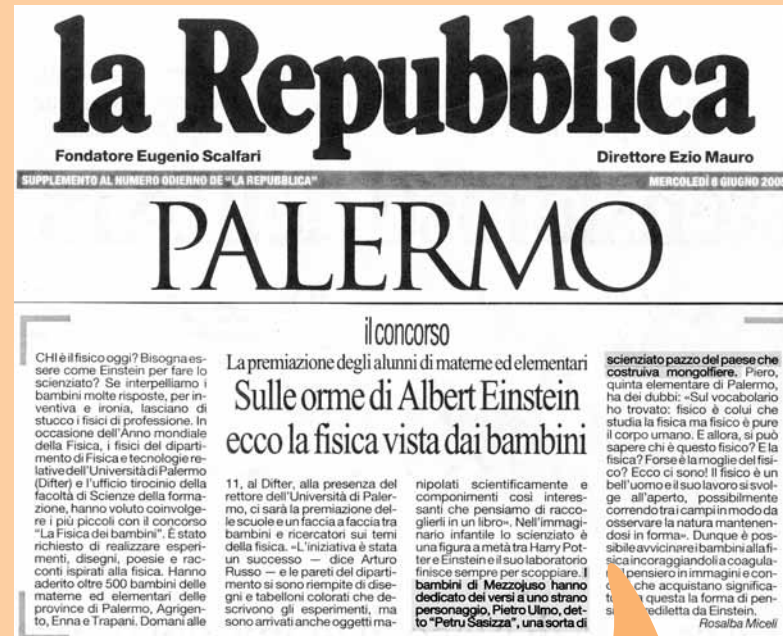 la Repubblica
Fondatore Eugenio Scalfari
Direttore Ezio Mauro
SUPPLEMENTO AL NUMERO ODIERNO DE "LA REPUBBLICA"
MERCOLEDÌ 8 GIUGNO 2005
PALERMO
il concorso
La premiazione degli alunni di materne ed elementari
Sulle orme di Albert Einstein
ecco la fisica vista dai bambini
CHI è il fisico oggi? Bisogna es-
sere come Einstein per fare lo
scienziato? Se interpelliamo i
bambini molte risposte, per in-
ventiva e ironia, lasciano di
stucco i fisici di professione. In
occasione dell'Anno mondiale
della Fisica, i fisici del diparti-
mento di Fisica e tecnologie re-
lative dell'Università di Palermo
(Difter) e l'ufficio tirocinio della
facoltà di Scienze della forma-
zione, hanno voluto coinvolge-
re i più piccoli con il concorso
"La Fisica dei bambini". È stato
richiesto di realizzare esperi-
menti, disegni, poesie e rac-
conti ispirati alla fisica. Hanno
aderito oltre 500 bambini delle
materne ed elementari delle
province di Palermo, Agrigen-
to, Enna e Trapani. Domani alle
11, al Difter, alla presenza del
rettore dell'Università di Paler-
mo, ci sarà la premiazione del-
le scuole e un faccia a faccia tra
bambini e ricercatori sui temi
della fisica. «L'iniziativa è stata
un successo — dice Arturo
Russo — e le pareti del diparti-
mento si sono riempite di dise-
gni e tabelloni colorati che de-
scrivono gli esperimenti, ma
sono arrivati anche oggetti ma-
nipolati scientificamente e
componimenti così interes-
santi che pensiamo di racco-
glierli in un libro». Nell'immagi-
nario infantile lo scienziato è
una figura a metà tra Harry Pot-
ter e Einstein e il suo laboratorio
finisce sempre per scoppiare. I
bambini di Mezzojuso hanno
dedicato dei versi a uno strano
personaggio, Pietro Ulmo, det-
to "Petru Sasizza", una sorta di
scienziato pazzo del paese che
costruiva mongolfiere. Piero,
quinta elementare di Palermo,
ha dei dubbi: «Sul vocabolario
ho trovato: fisico è colui che
studia la fisica ma fisico è pure
il corpo umano. E allora, si può
sapere chi è questo fisico? E la
fisica? Forse è la moglie del fisi-
co? Ecco ci sono! Il fisico è un
bell'uomo e il suo lavoro si svol-
ge all'aperto, possibilmente
correndo tra i campi in modo da
osservare la natura mantenen-
dosi in forma». Dunque è pos-
sibile avvicinare i bambini alla fi-
sica incoraggiandoli a coagula-
pensiero in immagini e con-
che acquistano significa-
questa la forma di pen-
rediletta da Einstein.
Rosalba Miceli